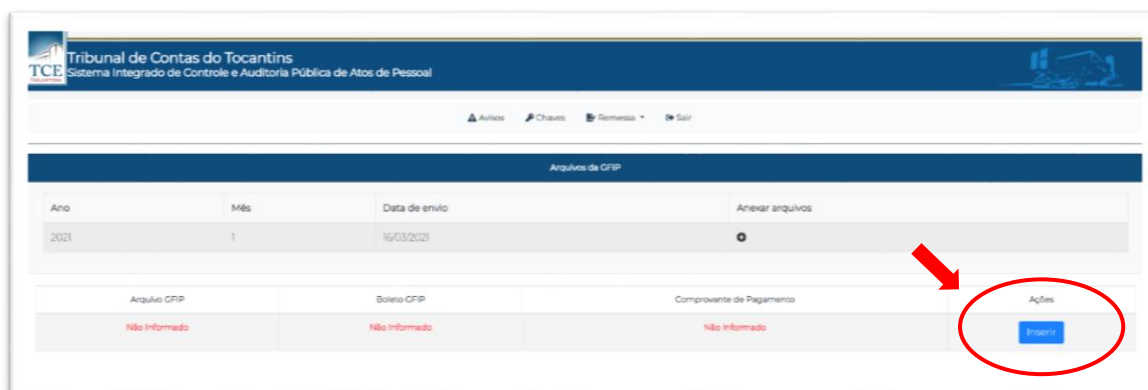 Tribunal de Contas do Tocantins
TCE Sistema Integrado de Controle e Auditoria Pública de Atos de Pessoal
TOCANTINS
Avisos Chaves Remessa Sair
Arquivos da GFIP
Ano Mês Data de envio Anexar arquivos
2021 1 16/03/2021
Arquivo GFIP Boleto GFIP Comprovante de Pagamento Ações
Não Informado Não Informado Não Informado Inserir